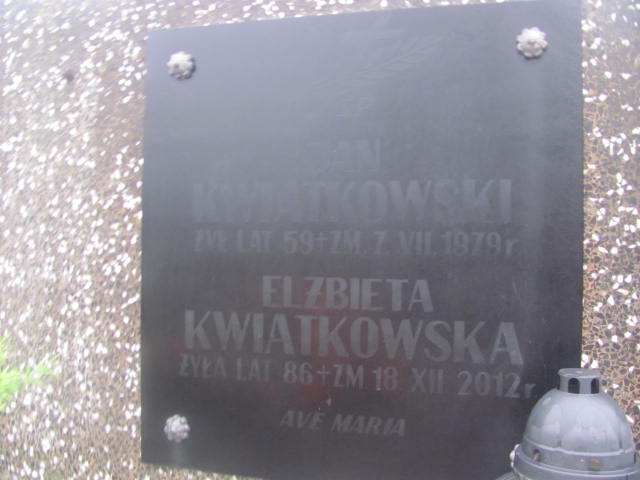 Ś.P.
JAN
KWIATKOWSKI
ŻYŁ LAT 59+ZM. 7. VII. 1979 r.
ELŻBIETA
KWIATKOWSKA
ŻYŁA LAT 86+ZM 18. XII 2012 r.
AVE MARIA